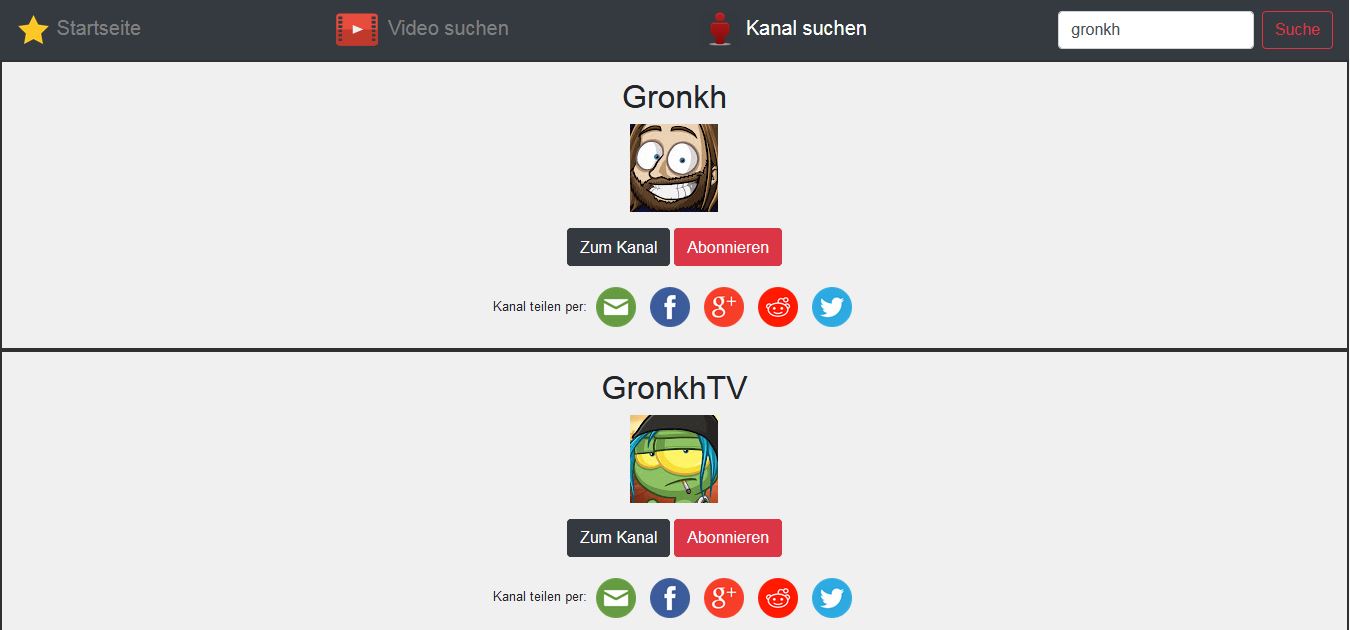 Startseite Video suchen Kanal suchen gronkh Suche
Gronkh
Zum Kanal Abonnieren
Kanal teilen per: f g+
GronkhTV
Zum Kanal Abonnieren
Kanal teilen per: f g+